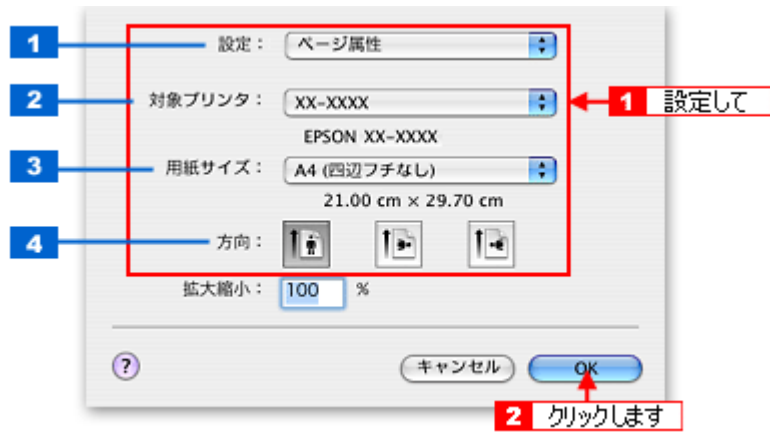 1 設定： ページ属性
2 対象プリンタ： XX-XXXX 1 設定して
EPSON XX-XXXX
3 用紙サイズ： A4 (四辺フチなし)
21.00 cm × 29.70 cm
4 方向：
拡大縮小： 100 %
? キャンセル OK
2 クリックします